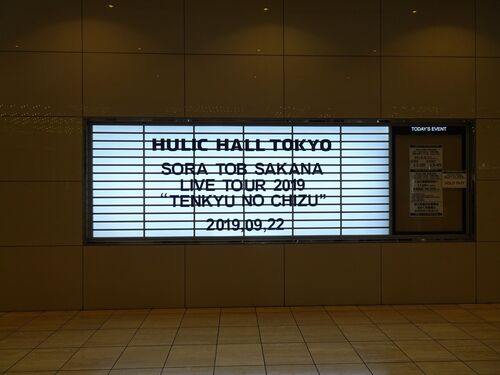 HULIC HALL TOKYO
SORA TOB SAKANA
LIVE TOUR 2019
"TENKYU NO CHIZU"
2019,09,22
TODAY'S EVENT
SOLD OUT